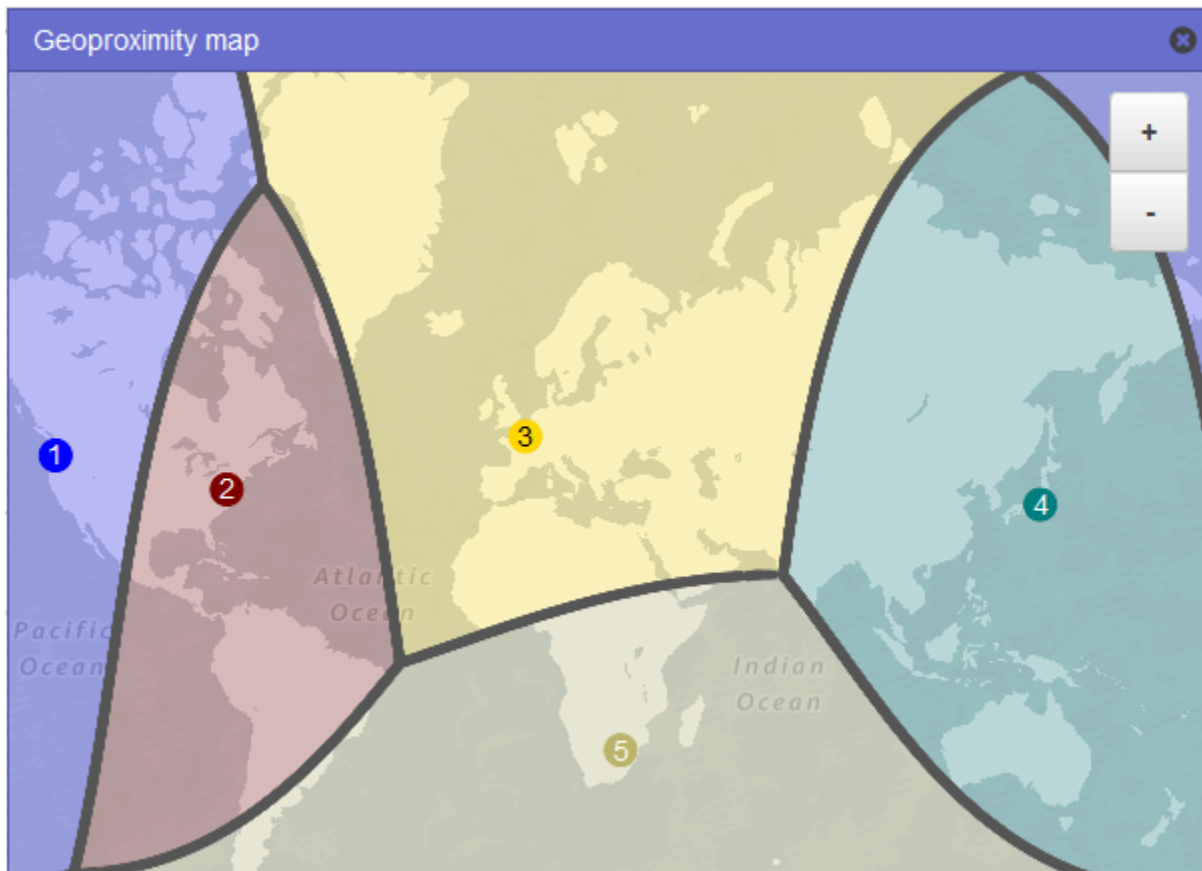 Geoproximity map
+
-
1
3
2
4
Atlantic
Ocean
Pacific
Ocean
Indian
Ocean
5